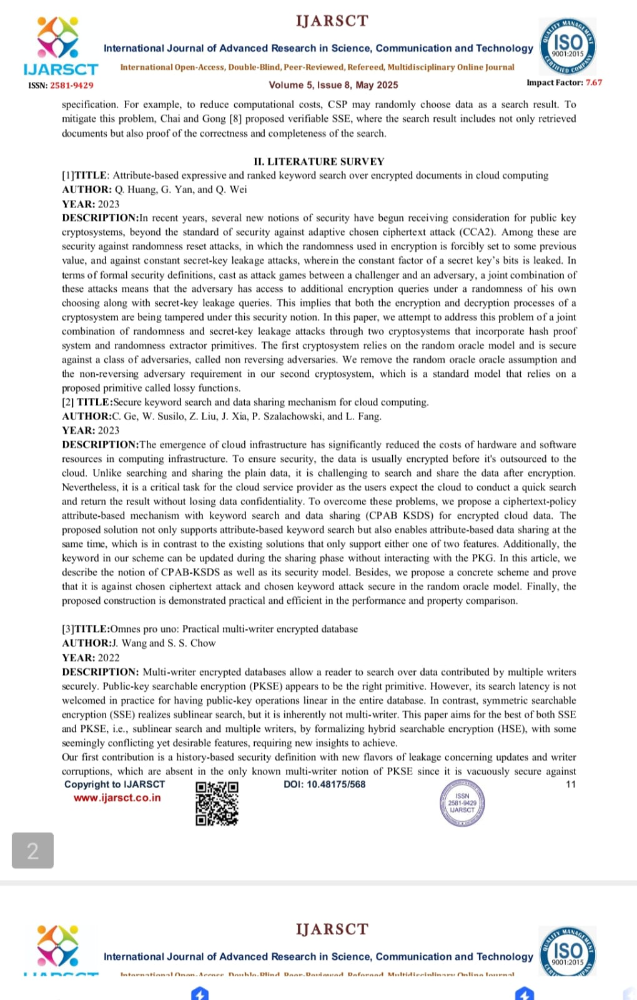 IJARSCT
International Journal of Advanced Research in Science, Communication and Technology
IJARSCT
International Open-Access, Double-Blind, Peer-Reviewed, Refereed, Multidisciplinary Online Journal
QUALITY MANAGEMENT
ISO
9001:2015
CERTIFIED COMPANY
ISSN: 2581-9429
Volume 5, Issue 8, May 2025
Impact Factor: 7.67
specification. For example, to reduce computational costs, CSP may randomly choose data as a search result. To
mitigate this problem, Chai and Gong [8] proposed verifiable SSE, where the search result includes not only retrieved
documents but also proof of the correctness and completeness of the search.
II. LITERATURE SURVEY
[1]TITLE: Attribute-based expressive and ranked keyword search over encrypted documents in cloud computing
AUTHOR: Q. Huang, G. Yan, and Q. Wei
YEAR: 2023
DESCRIPTION:In recent years, several new notions of security have begun receiving consideration for public key
cryptosystems, beyond the standard of security against adaptive chosen ciphertext attack (CCA2). Among these are
security against randomness reset attacks, in which the randomness used in encryption is forcibly set to some previous
value, and against constant secret-key leakage attacks, wherein the constant factor of a secret key's bits is leaked. In
terms of formal security definitions, cast as attack games between a challenger and an adversary, a joint combination of
these attacks means that the adversary has access to additional encryption queries under a randomness of his own
choosing along with secret-key leakage queries. This implies that both the encryption and decryption processes of a
cryptosystem are being tampered under this security notion. In this paper, we attempt to address this problem of a joint
combination of randomness and secret-key leakage attacks through two cryptosystems that incorporate hash proof
system and randomness extractor primitives. The first cryptosystem relies on the random oracle model and is secure
against a class of adversaries, called non reversing adversaries. We remove the random oracle oracle assumption and
the non-reversing adversary requirement in our second cryptosystem, which is a standard model that relies on a
proposed primitive called lossy functions.
[2] TITLE:Secure keyword search and data sharing mechanism for cloud computing.
AUTHOR:C. Ge, W. Susilo, Z. Liu, J. Xia, P. Szalachowski, and L. Fang.
YEAR: 2023
DESCRIPTION:The emergence of cloud infrastructure has significantly reduced the costs of hardware and software
resources in computing infrastructure. To ensure security, the data is usually encrypted before it's outsourced to the
cloud. Unlike searching and sharing the plain data, it is challenging to search and share the data after encryption.
Nevertheless, it is a critical task for the cloud service provider as the users expect the cloud to conduct a quick search
and return the result without losing data confidentiality. To overcome these problems, we propose a ciphertext-policy
attribute-based mechanism with keyword search and data sharing (CPAB KSDS) for encrypted cloud data. The
proposed solution not only supports attribute-based keyword search but also enables attribute-based data sharing at the
same time, which is in contrast to the existing solutions that only support either one of two features. Additionally, the
keyword in our scheme can be updated during the sharing phase without interacting with the PKG. In this article, we
describe the notion of CPAB-KSDS as well as its security model. Besides, we propose a concrete scheme and prove
that it is against chosen ciphertext attack and chosen keyword attack secure in the random oracle model. Finally, the
proposed construction is demonstrated practical and efficient in the performance and property comparison.
[3]TITLE:Omnes pro uno: Practical multi-writer encrypted database
AUTHOR:J. Wang and S. S. Chow
YEAR: 2022
DESCRIPTION: Multi-writer encrypted databases allow a reader to search over data contributed by multiple writers
securely. Public-key searchable encryption (PKSE) appears to be the right primitive. However, its search latency is not
welcomed in practice for having public-key operations linear in the entire database. In contrast, symmetric searchable
encryption (SSE) realizes sublinear search, but it is inherently not multi-writer. This paper aims for the best of both SSE
and PKSE, i.e., sublinear search and multiple writers, by formalizing hybrid searchable encryption (HSE), with some
seemingly conflicting yet desirable features, requiring new insights to achieve.
Our first contribution is a history-based security definition with new flavors of leakage concerning updates and writer
corruptions, which are absent in the only known multi-writer notion of PKSE since it is vacuously secure against
Copyright to IJARSCT
DOI: 10.48175/568
11
www.ijarsct.co.in
ISSN
2581-9429
IJARSCT
2
IJARSCT
International Journal of Advanced Research in Science, Communication and Technology
QUALITY MANAGEMENT
ISO
9001:2015
IJARSCT
International Open-Access, Double-Blind, Peer-Reviewed, Refereed, Multidisciplinary Online Journal